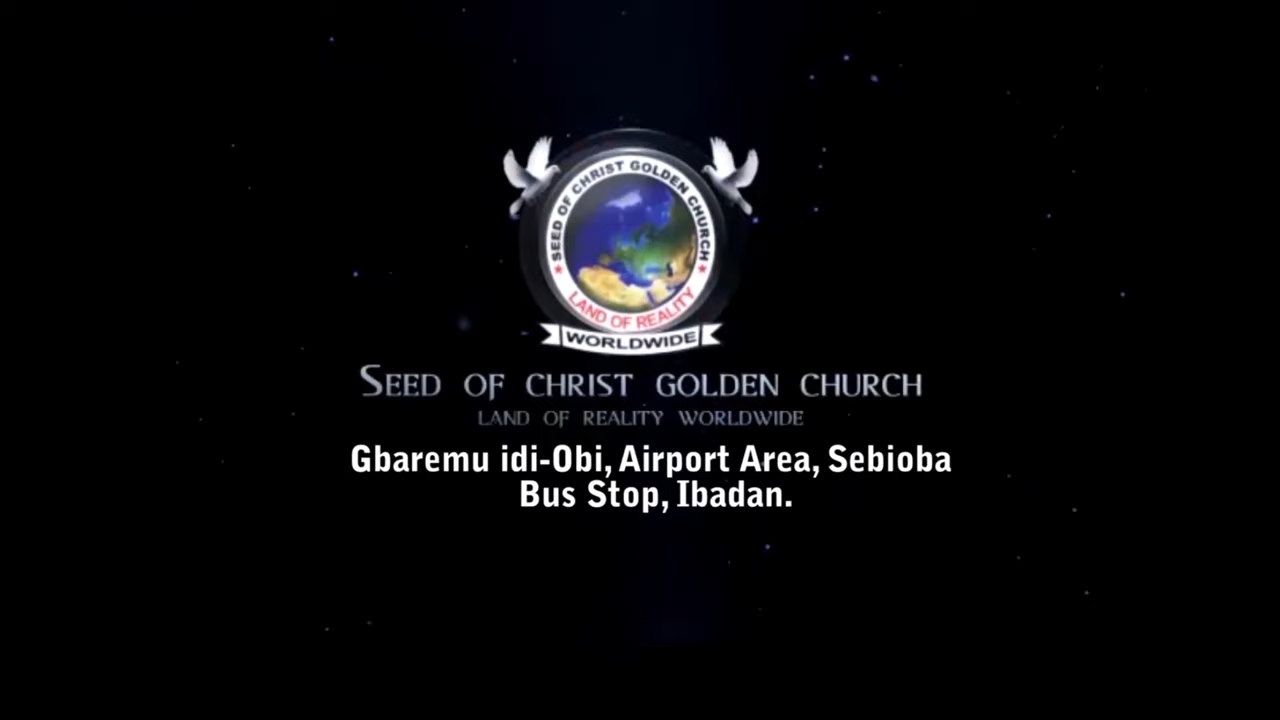 SEED OF CHRIST GOLDEN CHURCH
LAND OF REALITY
WORLDWIDE
SEED OF CHRIST GOLDEN CHURCH
LAND OF REALITY WORLDWIDE
Gbaremu idi-Obi, Airport Area, Sebioba
Bus Stop, Ibadan.